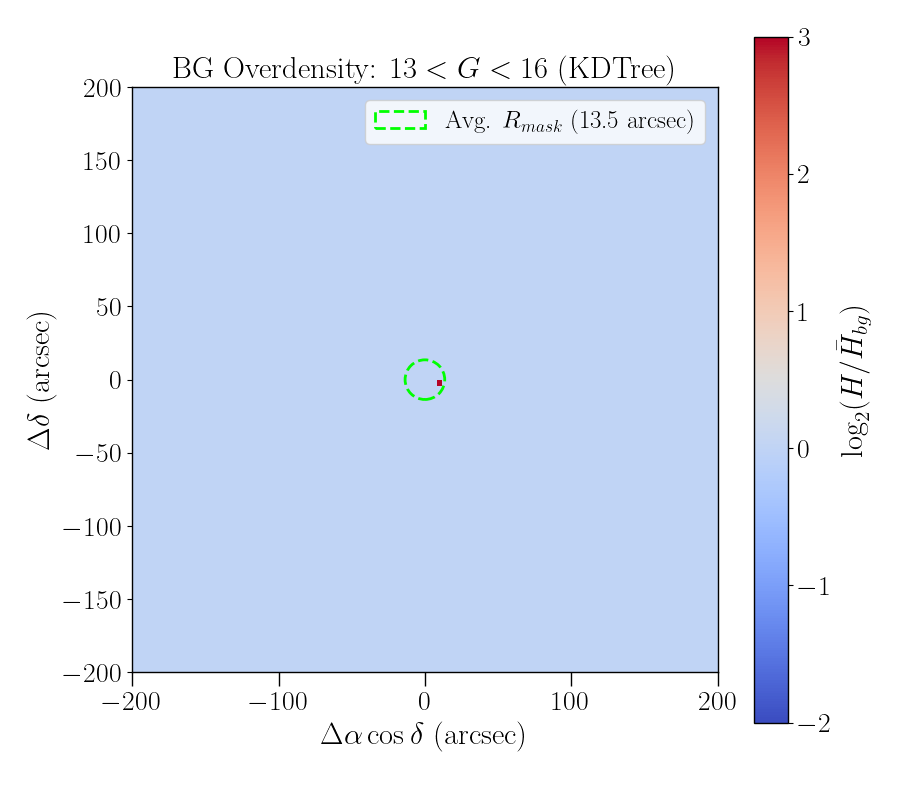 BG Overdensity: 13 < G < 16 (KDTree)
Avg. R_mask (13.5 arcsec)
200
150
100
50
0
−50
−100
−150
−200
Δδ (arcsec)
−200 −100 0 100 200
Δα cos δ (arcsec)
3
2
1
0
−1
−2
log₂(H/H̄_bg)